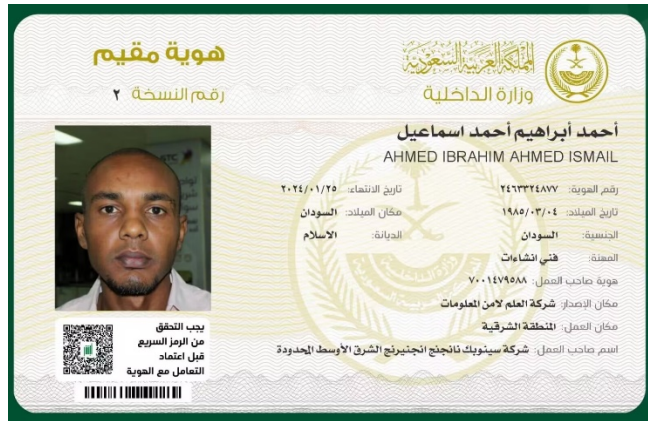 هوية مقيم
رقم النسخة ٢
المملكة العربية السعودية
وزارة الداخلية
أحمد أبراهيم أحمد اسماعيل
AHMED IBRAHIM AHMED ISMAIL
رقم الهوية: ٢٤٦٣٣٢٤٨٧٧ تاريخ الانتهاء: ٢٠٢٤/٠١/٢٥
تاريخ الميلاد: ١٩٨٥/٠٣/٠٤ مكان الميلاد: السودان
الجنسية: السودان الديانة: الاسلام
المهنة: فني انشاءات
هوية صاحب العمل: ٧٠٠١٤٧٩٥٨٨
مكان الإصدار: شركة العلم لامن المعلومات
مكان العمل: المنطقة الشرقية
اسم صاحب العمل: شركة سينوبك نانجنج انجنيرنج الشرق الأوسط المحدودة
يجب التحقق
من الرمز السريع
قبل اعتماد
التعامل مع الهوية